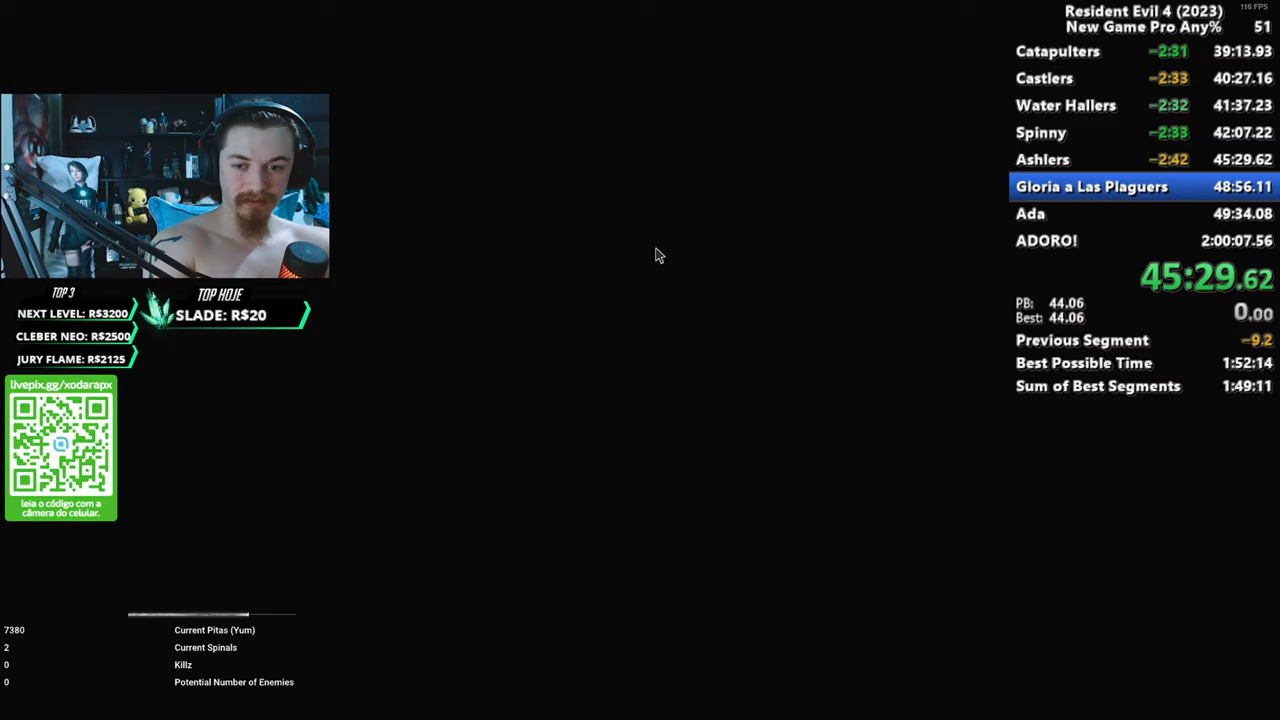 116 FPS
Resident Evil 4 (2023)
New Game Pro Any% 51
Catapulters -2:31 39:13.93
Castlers -2:33 40:27.16
Water Hallers -2:32 41:37.23
Spinny -2:33 42:07.22
Ashlers -2:42 45:29.62
Gloria a Las Plaguers 48:56.11
Ada 49:34.08
ADORO! 2:00:07.56
45:29.62
PB: 44.06
Best: 44.06
0.00
Previous Segment -9.2
Best Possible Time 1:52:14
Sum of Best Segments 1:49:11
TOP 3
NEXT LEVEL: R$3200
CLEBER NEO: R$2500
JURY FLAME: R$2125
TOP HOJE
SLADE: R$20
livepix.gg/xodarapx
leia o código com a
câmera do celular.
7380 Current Pitas (Yum)
2 Current Spinals
0 Killz
0 Potential Number of Enemies